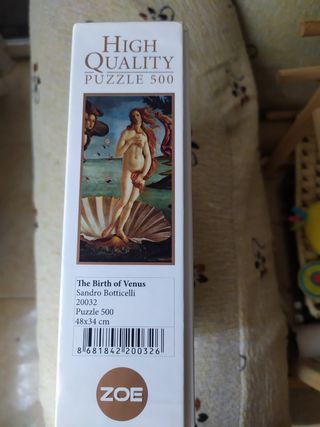 HIGH
QUALITY
PUZZLE 500
The Birth of Venus
Sandro Botticelli
20032
Puzzle 500
48x34 cm
8 681842 200326
ZOE